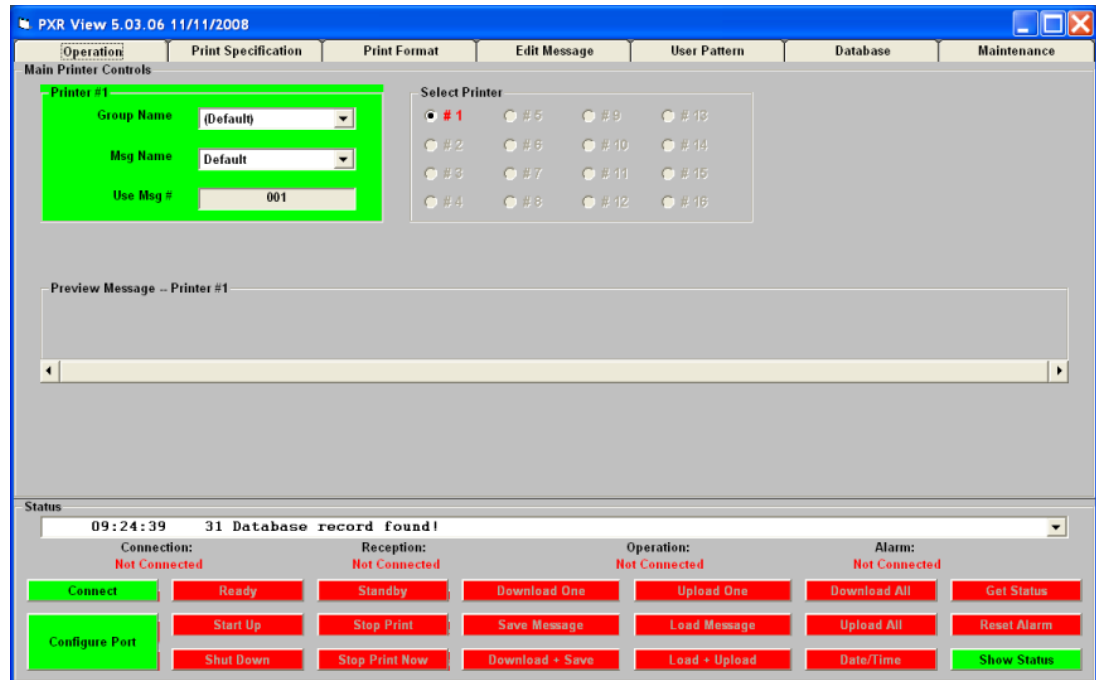 PXR View 5.03.06 11/11/2008
Operation Print Specification Print Format Edit Message User Pattern Database Maintenance
Main Printer Controls
Printer #1
Group Name (Default)
Msg Name Default
Use Msg # 001
Select Printer
# 1 # 5 # 9 # 13
# 2 # 6 # 10 # 14
# 3 # 7 # 11 # 15
# 4 # 8 # 12 # 16
Preview Message -- Printer #1
Status
09:24:39 31 Database record found!
Connection: Reception: Operation: Alarm:
Not Connected Not Connected Not Connected Not Connected
Connect Ready Standby Download One Upload One Download All Get Status
Configure Port Start Up Stop Print Save Message Load Message Upload All Reset Alarm
Shut Down Stop Print Now Download + Save Load + Upload Date/Time Show Status